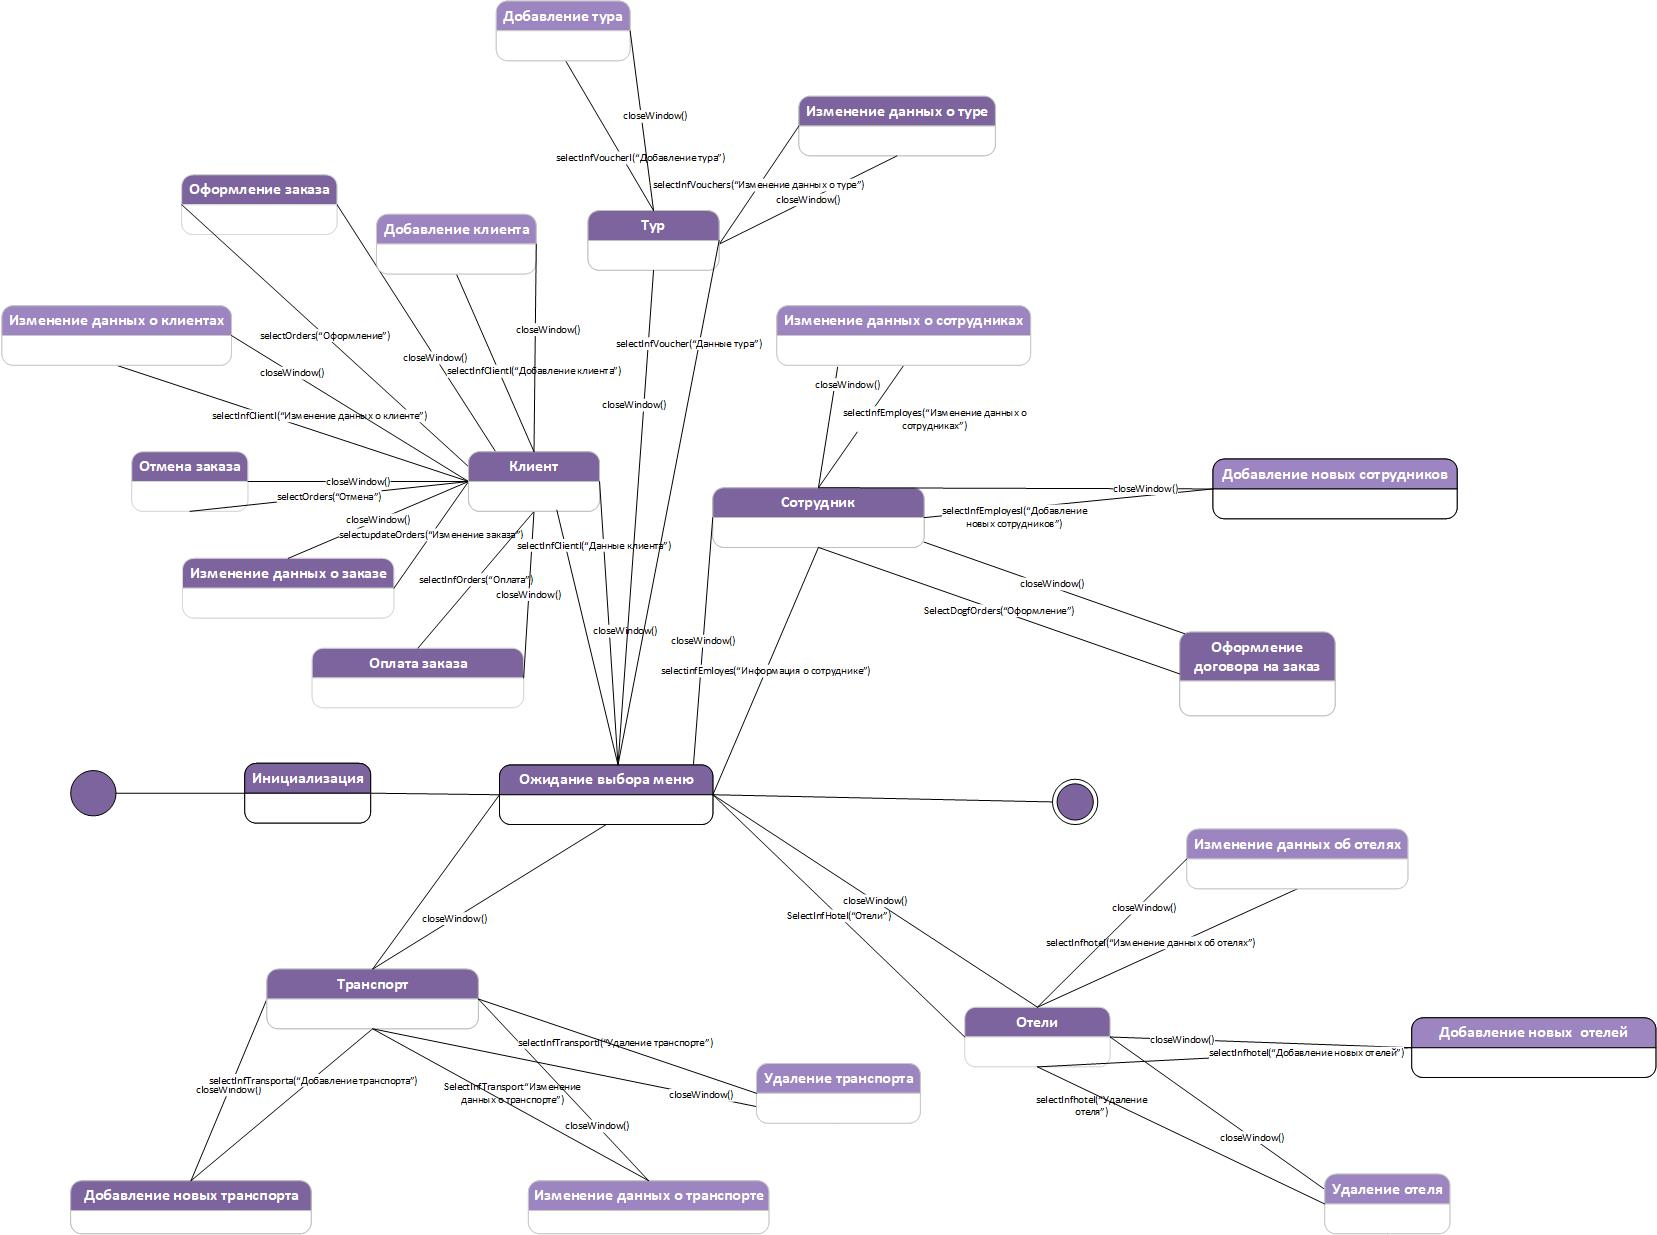 Добавление тура
closeWindow()
Изменение данных о туре
selectInfVoucherI(“Добавление тура”)
selectInfVouchers(“Изменение данных о туре”)
closeWindow()
Оформление заказа
Добавление клиента
Тур
Изменение данных о клиентах
Изменение данных о сотрудниках
closeWindow()
selectOrders(“Оформление”)
selectInfVoucher(“Данные тура”)
closeWindow()
closeWindow()
selectInfClientI(“Добавление клиента”)
closeWindow()
closeWindow()
selectInfEmployes(“Изменение данных о
сотрудниках”)
selectInfClientI(“Изменение данных о клиенте”)
Отмена заказа
Клиент
Добавление новых сотрудников
closeWindow()
closeWindow()
selectOrders(“Отмена”)
Сотрудник
selectInfEmployesI(“Добавление
новых сотрудников”)
closeWindow()
selectupdateOrders(“Изменение заказа”)
selectInfClientI(“Данные клиента”)
Изменение данных о заказе
selectInfOrders(“Оплата”)
closeWindow()
closeWindow()
SelectDogfOrders(“Оформление”)
closeWindow()
closeWindow()
Оформление
договора на заказ
Оплата заказа
selectinfEmloyes(“Информация о сотруднике”)
Инициализация
Ожидание выбора меню
Изменение данных об отелях
closeWindow()
SelectInfHotel(“Отели”)
closeWindow()
closeWindow()
selectInfhotel(“Изменение данных об отелях”)
Транспорт
Отели
Добавление новых  отелей
closeWindow()
selectInfTransportI(“Удаление транспорте”)
selectInfhotel(“Добавление новых отелей”)
selectInfTransporta(“Добавление транспорта”)
closeWindow()
SelectInfTransport“Изменение
данных о транспорте”)
Удаление транспорта
closeWindow()
selectInfhotel(“Удаление
отеля”)
closeWindow()
closeWindow()
Добавление новых транспорта
Изменение данных о транспорте
Удаление отеля